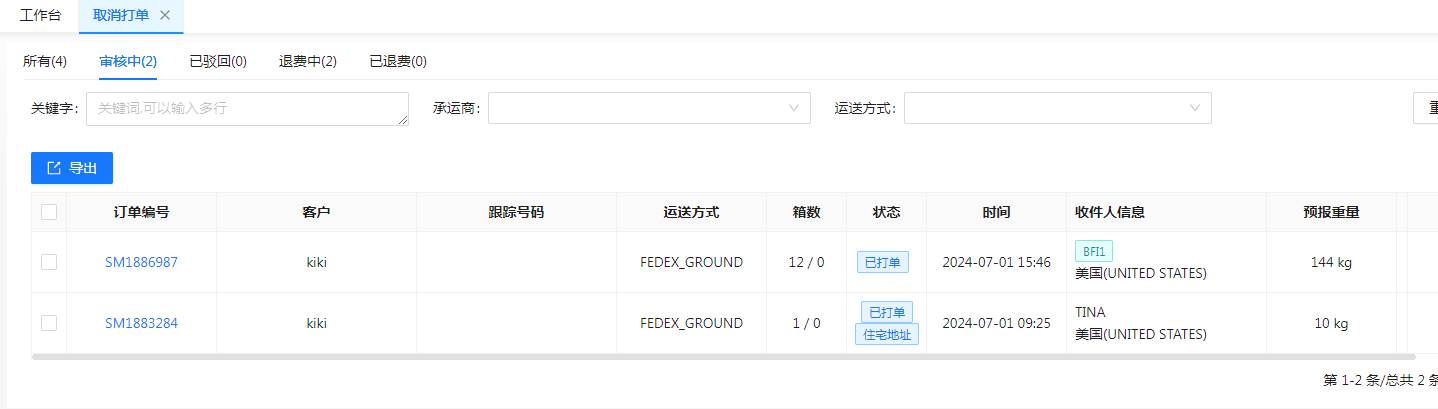 工作台 取消打单
所有(4) 审核中(2) 已驳回(0) 退费中(2) 已退费(0)
关键字: 关键词,可以输入多行 承运商: 运送方式:
导出
订单编号 客户 跟踪号码 运送方式 箱数 状态 时间 收件人信息 预报重量
SM1886987 kiki FEDEX_GROUND 12 / 0 已打单 2024-07-01 15:46 BFI1 美国(UNITED STATES) 144 kg
SM1883284 kiki FEDEX_GROUND 1 / 0 已打单 住宅地址 2024-07-01 09:25 TINA 美国(UNITED STATES) 10 kg
第 1-2 条/总共 2